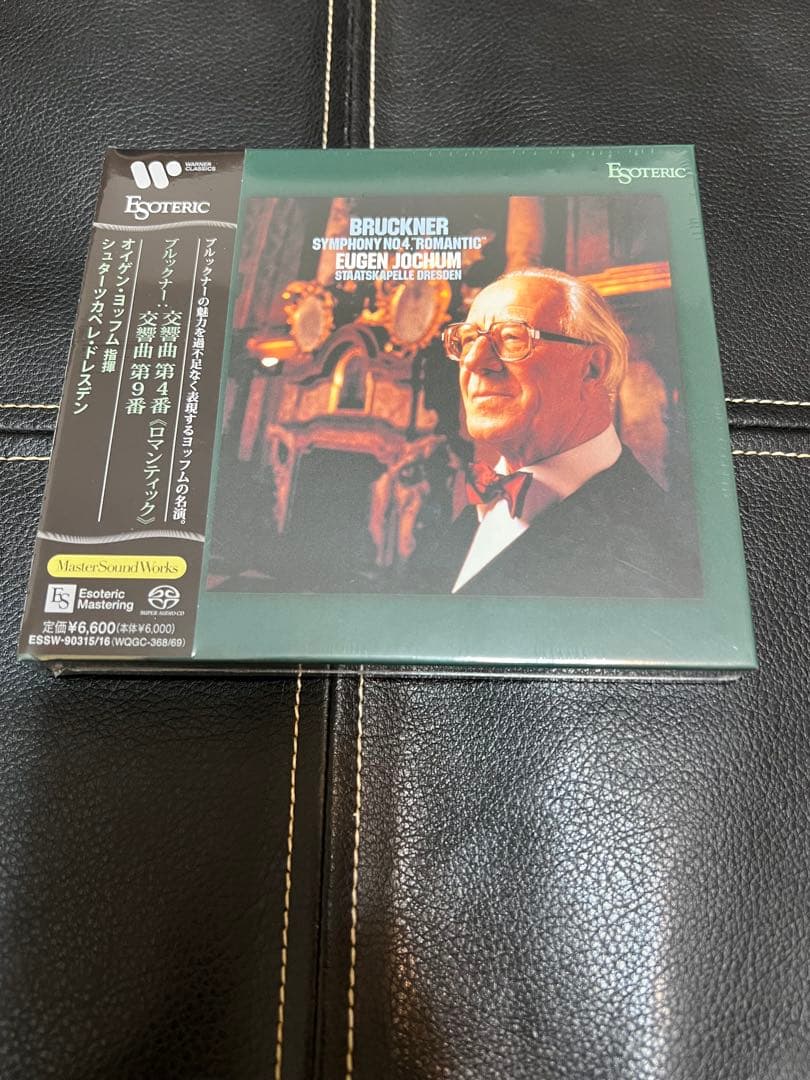 WARNER
CLASSICS
ESOTERIC
ブルックナーの魅力を過不足なく表現するヨッフムの名演。
ブルックナー:交響曲 第4番《ロマンティック》
交響曲 第9番
オイゲン・ヨッフム 指揮
シュターツカペレ・ドレスデン
MasterSoundWorks
ES
Esoteric
Mastering
SUPER AUDIO CD
定価¥6,600(本体¥6,000)
ESSW-90315/16 (WQGC-368/69)
ESOTERIC
BRUCKNER
SYMPHONY NO.4, "ROMANTIC"
EUGEN JOCHUM
STAATSKAPELLE DRESDEN